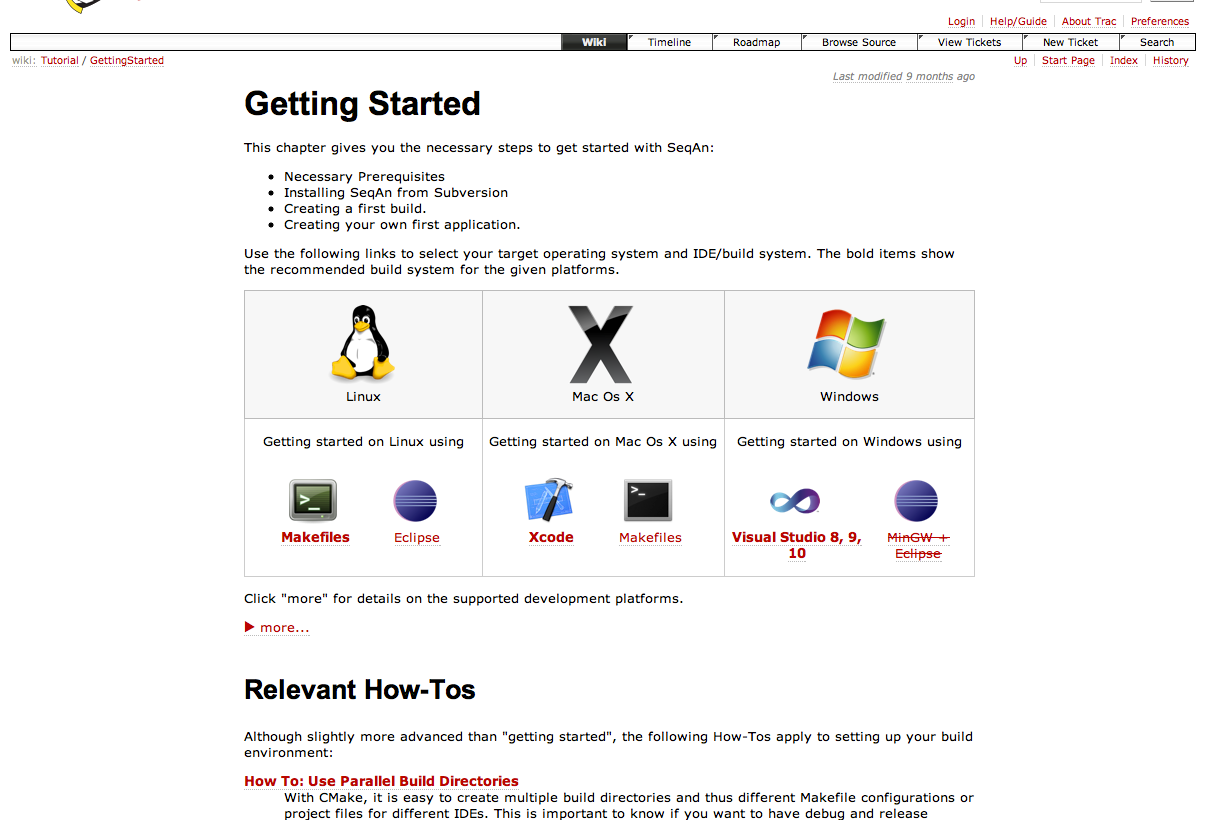 Login Help/Guide About Trac Preferences
Wiki Timeline Roadmap Browse Source View Tickets New Ticket Search
wiki: Tutorial / GettingStarted Up Start Page Index History
Last modified 9 months ago
Getting Started
This chapter gives you the necessary steps to get started with SeqAn:
• Necessary Prerequisites
• Installing SeqAn from Subversion
• Creating a first build.
• Creating your own first application.
Use the following links to select your target operating system and IDE/build system. The bold items show
the recommended build system for the given platforms.
Linux Mac Os X Windows
Getting started on Linux using Getting started on Mac Os X using Getting started on Windows using
Makefiles Eclipse Xcode Makefiles Visual Studio 8, 9, MinGW +
10 Eclipse
Click "more" for details on the supported development platforms.
more...
Relevant How-Tos
Although slightly more advanced than "getting started", the following How-Tos apply to setting up your build
environment:
How To: Use Parallel Build Directories
With CMake, it is easy to create multiple build directories and thus different Makefile configurations or
project files for different IDEs. This is important to know if you want to have debug and release